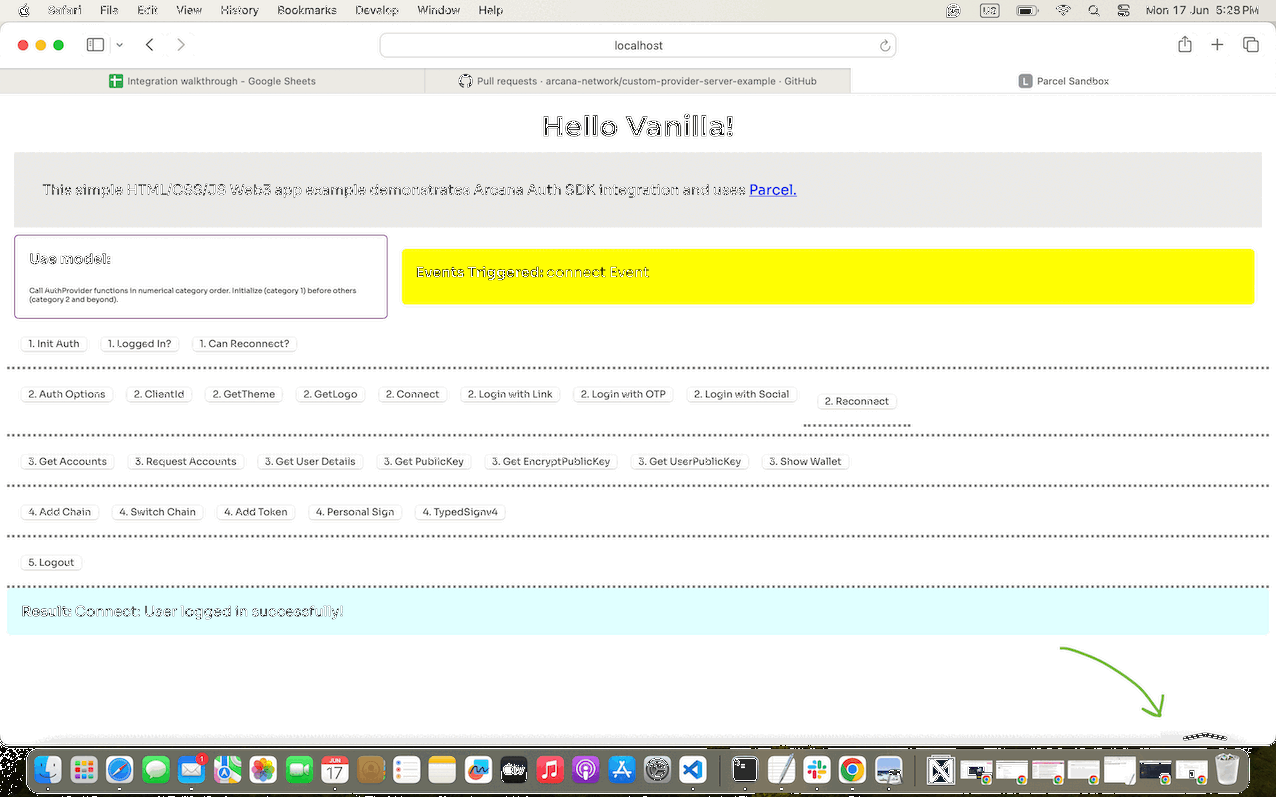 Safari File Edit View History Bookmarks Develop Window Help Mon 17 Jun 5:28 PM
localhost
Integration walkthrough - Google Sheets Pull requests · arcana-network/custom-provider-server-example · GitHub L Parcel Sandbox
Hello Vanilla!
This simple HTML/CSS/JS Web3 app example demonstrates Arcana Auth SDK integration and uses Parcel.
Use model:
Call AuthProvider functions in numerical category order. Initialize (category 1) before others
(category 2 and beyond).
Events Triggered: connect Event
1. Init Auth 1. Logged In? 1. Can Reconnect?
2. Auth Options 2. ClientId 2. GetTheme 2. GetLogo 2. Connect 2. Login with Link 2. Login with OTP 2. Login with Social 2. Reconnect
3. Get Accounts 3. Request Accounts 3. Get User Details 3. Get PublicKey 3. Get EncryptPublicKey 3. Get UserPublicKey 3. Show Wallet
4. Add Chain 4. Switch Chain 4. Add Token 4. Personal Sign 4. TypedSignv4
5. Logout
Result: Connect: User logged in successfully!
1 JUN 17 tv